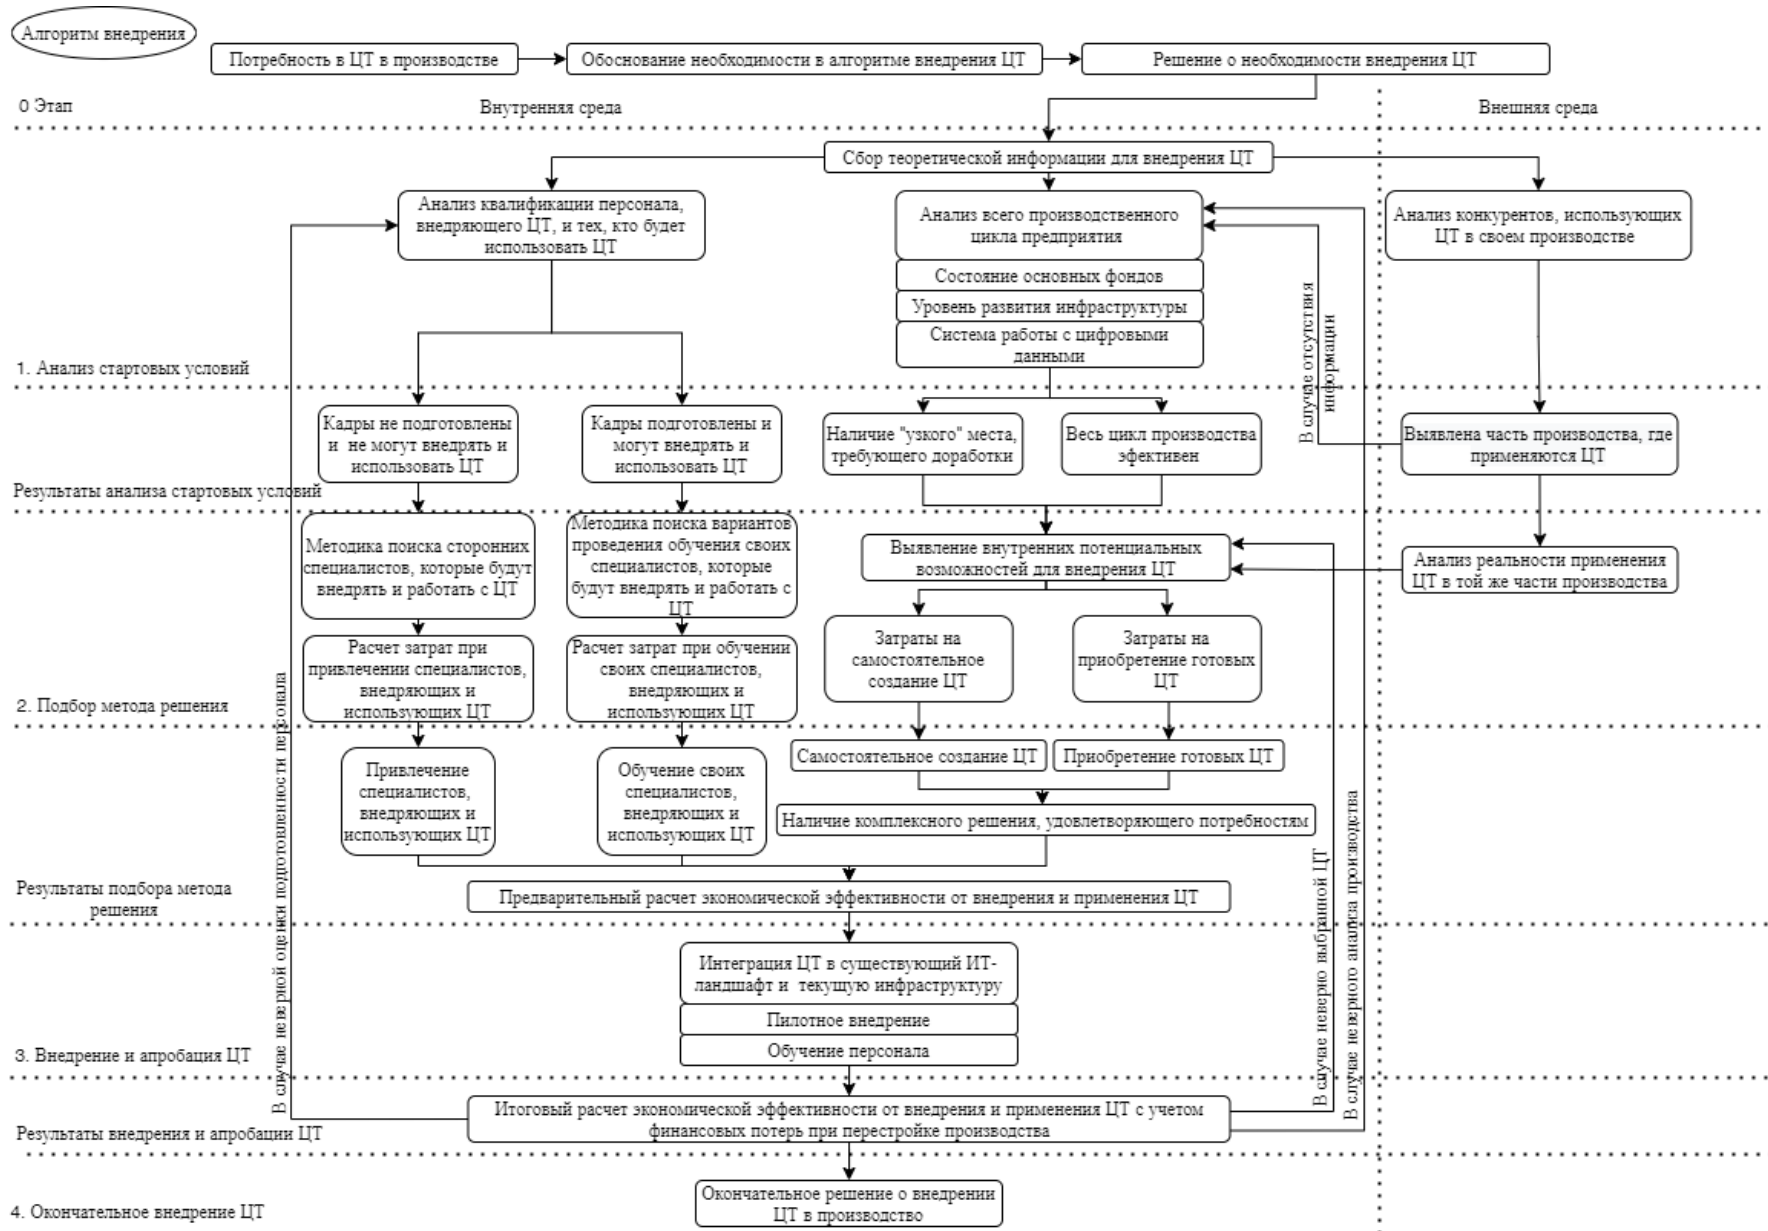 Алгоритм внедрения
Потребность в ЦТ в производстве
Обоснование необходимости в алгоритме внедрения ЦТ
Решение о необходимости внедрения ЦТ
0 Этап
Внутренняя среда
Внешняя среда
Сбор теоретической информации для внедрения ЦТ
Анализ квалификации персонала,
внедряющего ЦТ, и тех, кто будет
использовать ЦТ
Анализ всего производственного
цикла предприятия
Состояние основных фондов
Уровень развития инфраструктуры
Система работы с цифровыми
данными
Анализ конкурентов, использующих
ЦТ в своем производстве
В случае отсутствия
информации
1. Анализ стартовых условий
Кадры не подготовлены
и не могут внедрять и
использовать ЦТ
Кадры подготовлены и
могут внедрять и
использовать ЦТ
Наличие "узкого" места,
требующего доработки
Весь цикл производства
эфективен
Выявлена часть производства, где
применяются ЦТ
Результаты анализа стартовых условий
Методика поиска сторонних
специалистов, которые будут
внедрять и работать с ЦТ
Методика поиска вариантов
проведения обучения своих
специалистов, которые
будут внедрять и работать с
ЦТ
Выявление внутренних потенциальных
возможностей для внедрения ЦТ
Анализ реальности применения
ЦТ в той же части производства
Расчет затрат при
привлечении специалистов,
внедряющих и
использующих ЦТ
Расчет затрат при обучении
своих специалистов,
внедряющих и
использующих ЦТ
Затраты на
самостоятельное
создание ЦТ
Затраты на
приобретение готовых
ЦТ
2. Подбор метода решения
Привлечение
специалистов,
внедряющих и
использующих ЦТ
Обучение своих
специалистов,
внедряющих и
использующих ЦТ
Самостоятельное создание ЦТ
Приобретение готовых ЦТ
Наличие комплексного решения, удовлетворяющего потребностям
Результаты подбора метода
решения
Предварительный расчет экономической эффективности от внедрения и применения ЦТ
В случае неверной оценки подготовленности персонала
В случае неверно выбранной ЦТ
В случае неверного анализа производства
Интеграция ЦТ в существующий ИТ-
ландшафт и текущую инфраструктуру
Пилотное внедрение
Обучение персонала
3. Внедрение и апробация ЦТ
Итоговый расчет экономической эффективности от внедрения и применения ЦТ с учетом
финансовых потерь при перестройке производства
Результаты внедрения и апробации ЦТ
Окончательное решение о внедрении
ЦТ в производство
4. Окончательное внедрение ЦТ